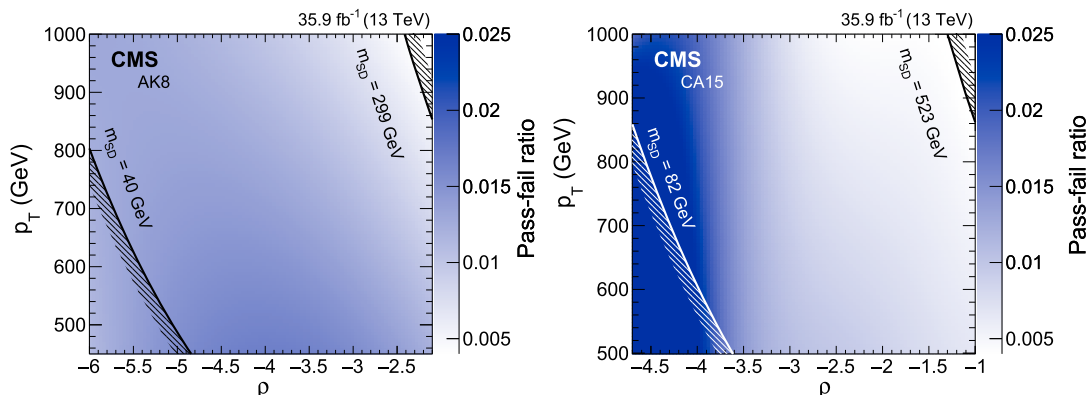 35.9 fb⁻¹ (13 TeV)
CMS
AK8
m_SD = 299 GeV
m_SD = 40 GeV
1000
900
800
700
600
500
p_T (GeV)
−6 −5.5 −5 −4.5 −4 −3.5 −3 −2.5
ρ
0.025
0.02
0.015
0.01
0.005
Pass-fail ratio
35.9 fb⁻¹ (13 TeV)
CMS
CA15
m_SD = 523 GeV
m_SD = 82 GeV
1000
900
800
700
600
500
p_T (GeV)
−4.5 −4 −3.5 −3 −2.5 −2 −1.5 −1
ρ
0.025
0.02
0.015
0.01
0.005
Pass-fail ratio